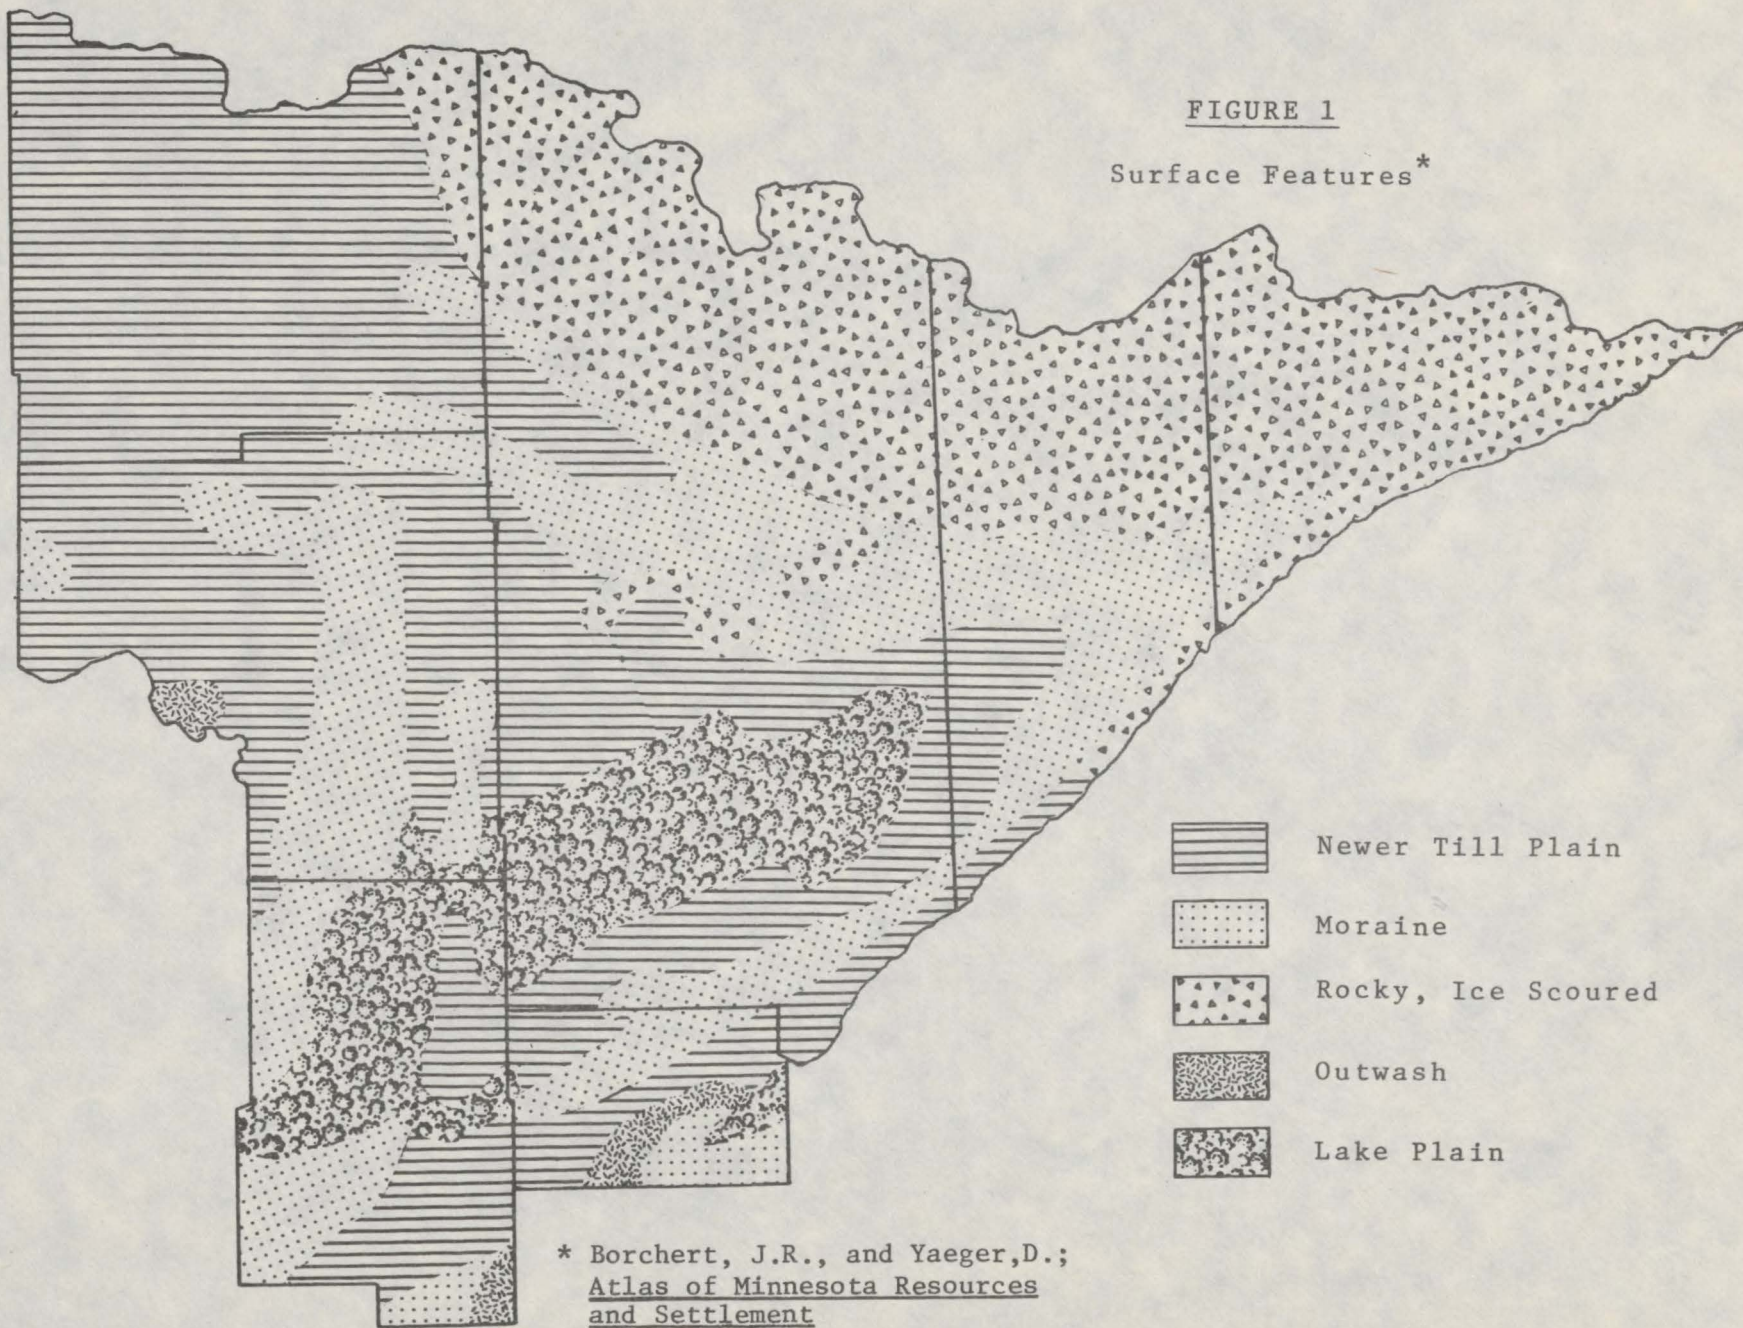 FIGURE 1
Surface Features*
Newer Till Plain
Moraine
Rocky, Ice Scoured
Outwash
Lake Plain
* Borchert, J.R., and Yaeger,D.;
Atlas of Minnesota Resources
and Settlement